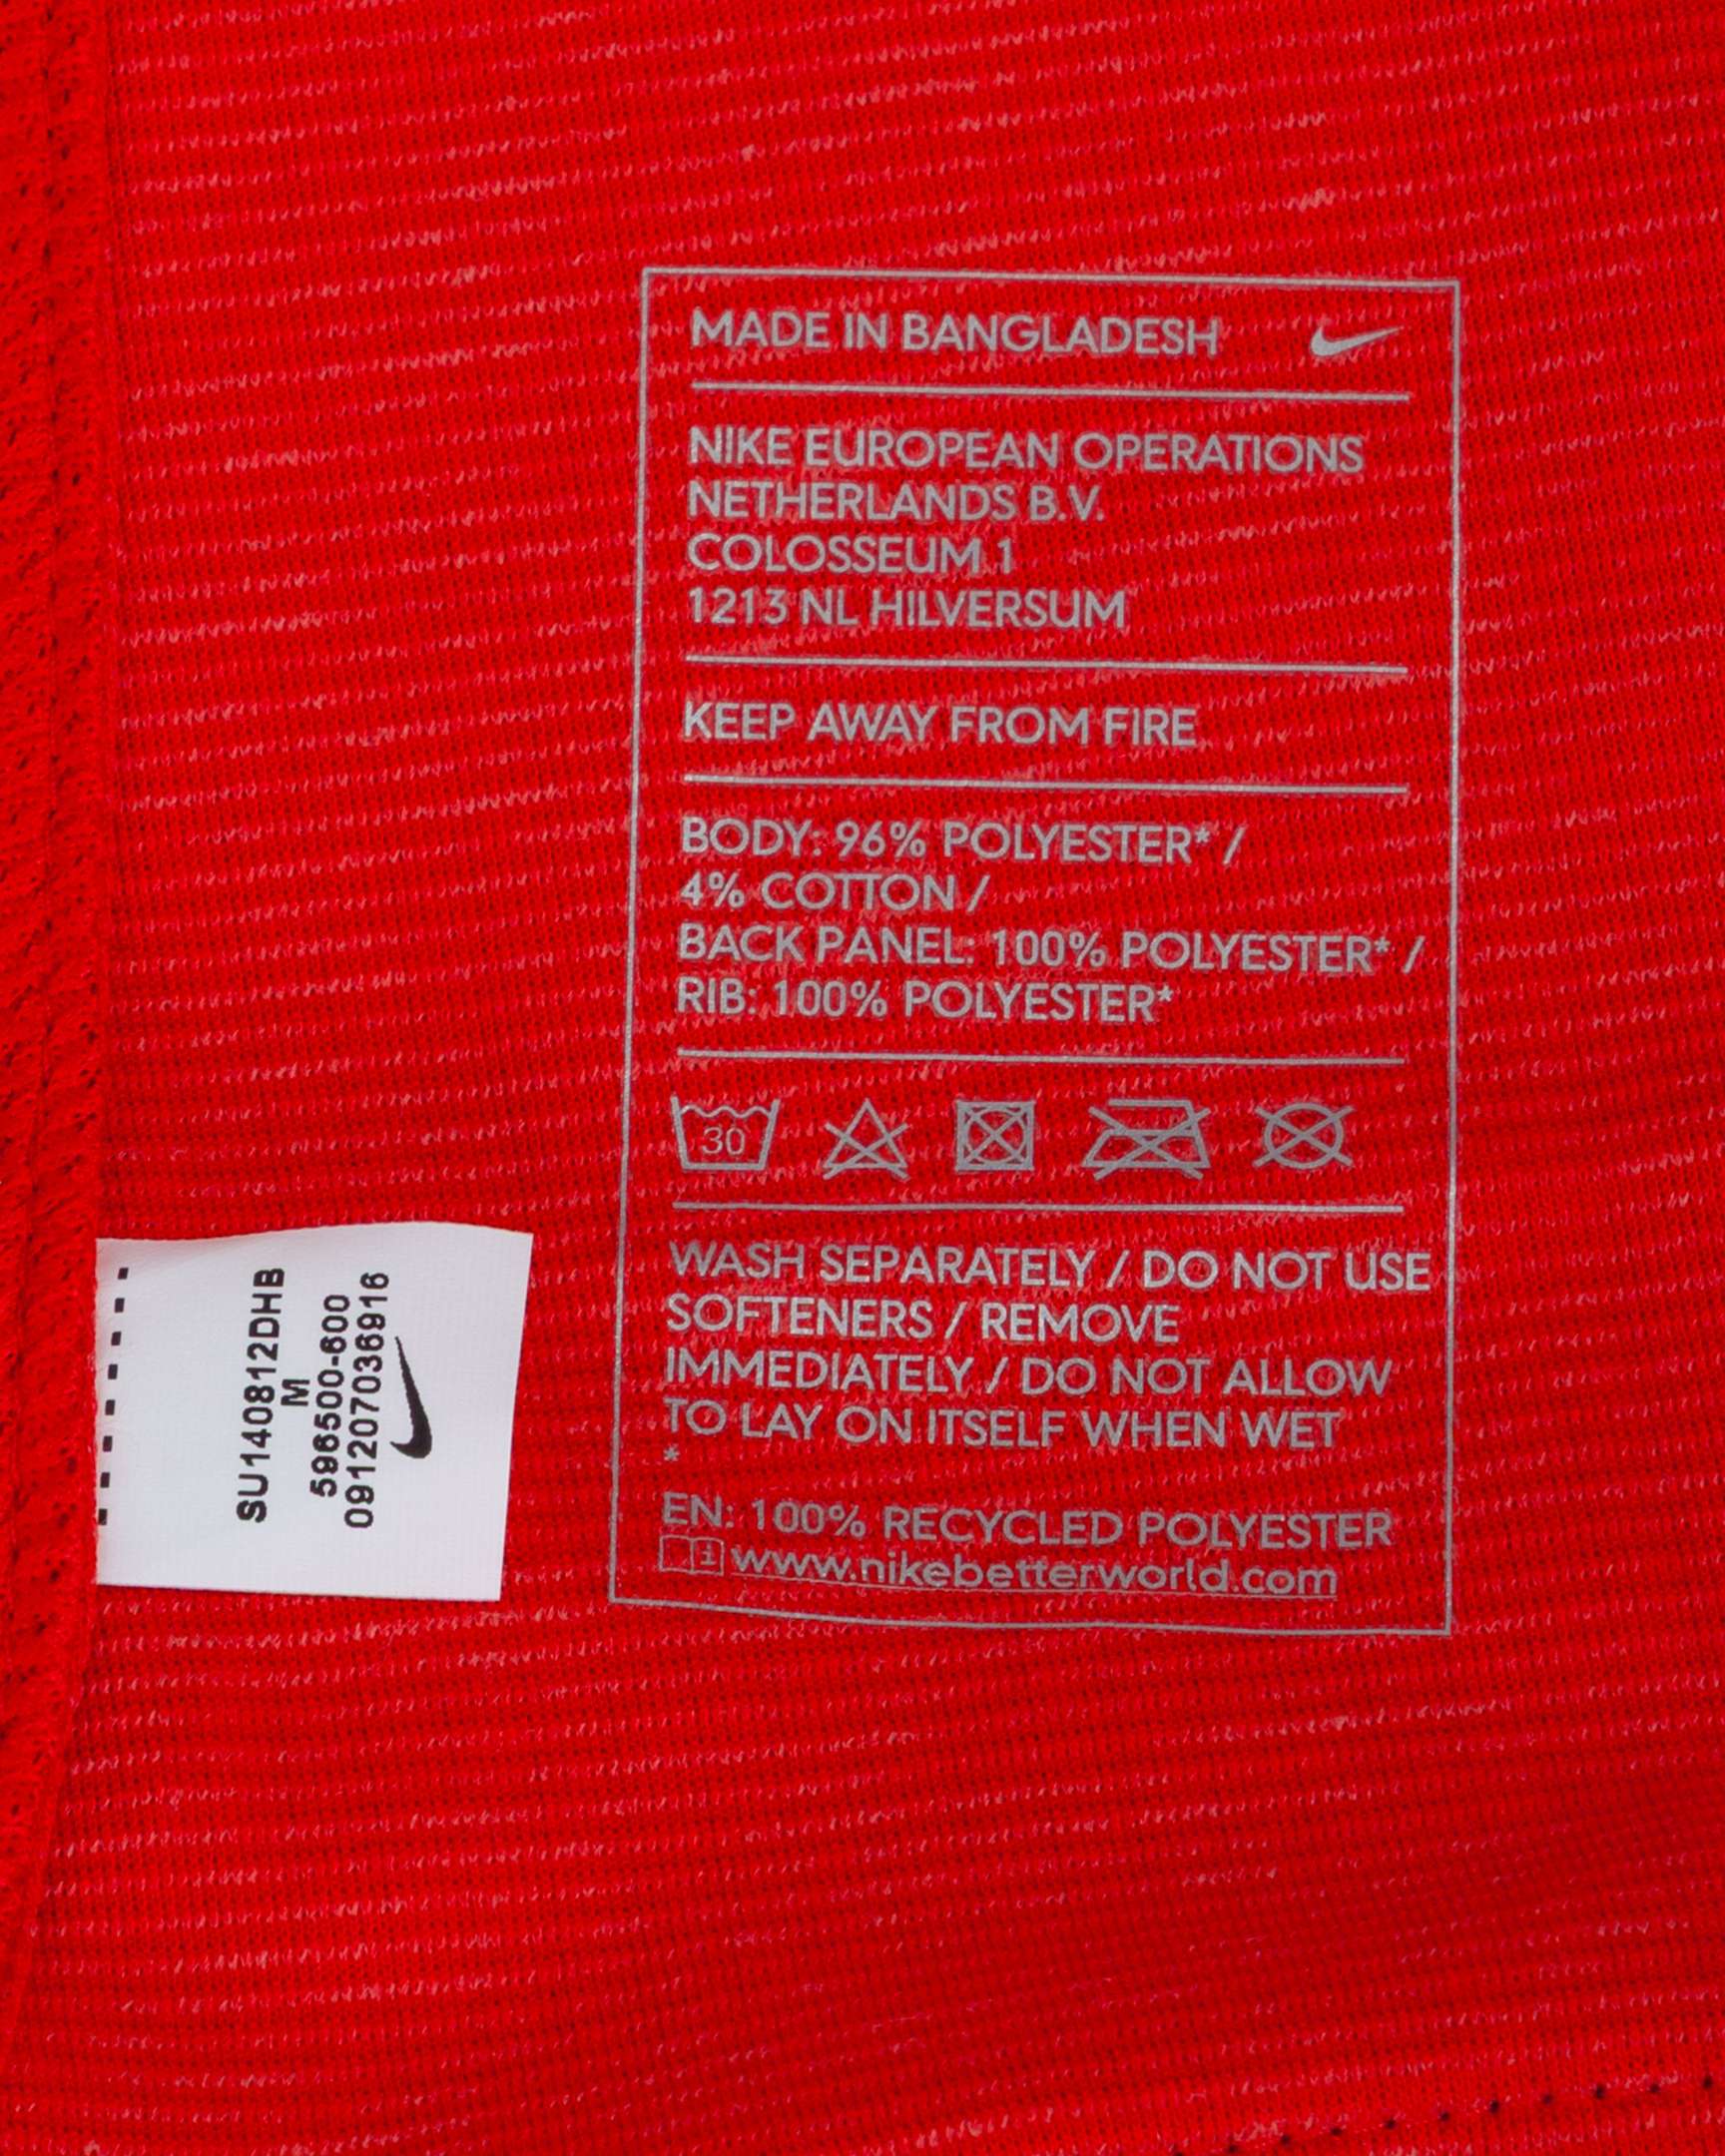 MADE IN BANGLADESH
NIKE EUROPEAN OPERATIONS
NETHERLANDS B.V.
COLOSSEUM 1
1213 NL HILVERSUM
KEEP AWAY FROM FIRE
BODY: 96% POLYESTER* /
4% COTTON /
BACK PANEL: 100% POLYESTER* /
RIB: 100% POLYESTER*
30
WASH SEPARATELY / DO NOT USE
SOFTENERS / REMOVE
IMMEDIATELY / DO NOT ALLOW
TO LAY ON ITSELF WHEN WET
*
EN: 100% RECYCLED POLYESTER
i www.nikebetterworld.com
SU140812DHB
M
596500-600
091207036916